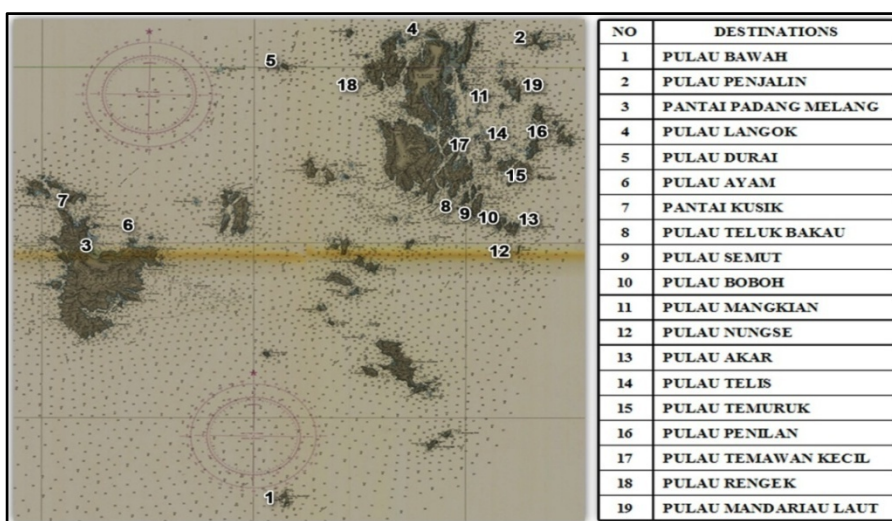 4
2
5
18
19
11
16
14
17
15
7
8
9
10
13
6
3
12
1
NO DESTINATIONS
1 PULAU BAWAH
2 PULAU PENJALIN
3 PANTAI PADANG MELANG
4 PULAU LANGOK
5 PULAU DURAI
6 PULAU AYAM
7 PANTAI KUSIK
8 PULAU TELUK BAKAU
9 PULAU SEMUT
10 PULAU BOBOH
11 PULAU MANGKIAN
12 PULAU NUNGSE
13 PULAU AKAR
14 PULAU TELIS
15 PULAU TEMURUK
16 PULAU PENILAN
17 PULAU TEMAWAN KECIL
18 PULAU RENGEK
19 PULAU MANDARIAU LAUT